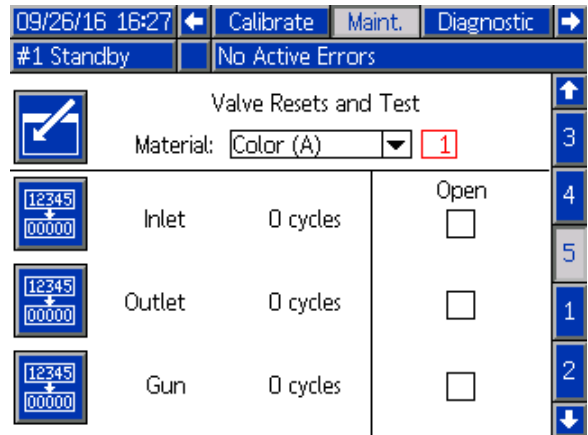 09/26/16 16:27 Calibrate Maint. Diagnostic
#1 Standby No Active Errors
Valve Resets and Test
Material: Color (A) 1
3
12345
00000
Inlet 0 cycles
Open
4
5
12345
00000
Outlet 0 cycles
1
12345
00000
Gun 0 cycles
2